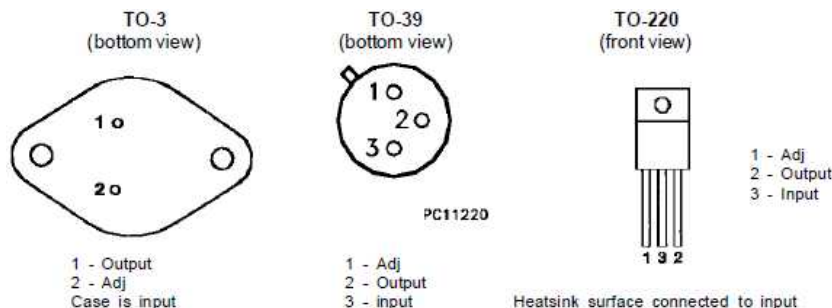 TO-3
(bottom view)
1
2
1 - Output
2 - Adj
Case is input
TO-39
(bottom view)
1
2
3
PC11220
1 - Adj
2 - Output
3 - input
TO-220
(front view)
1 3 2
1 - Adj
2 - Output
3 - Input
Heatsink surface connected to input